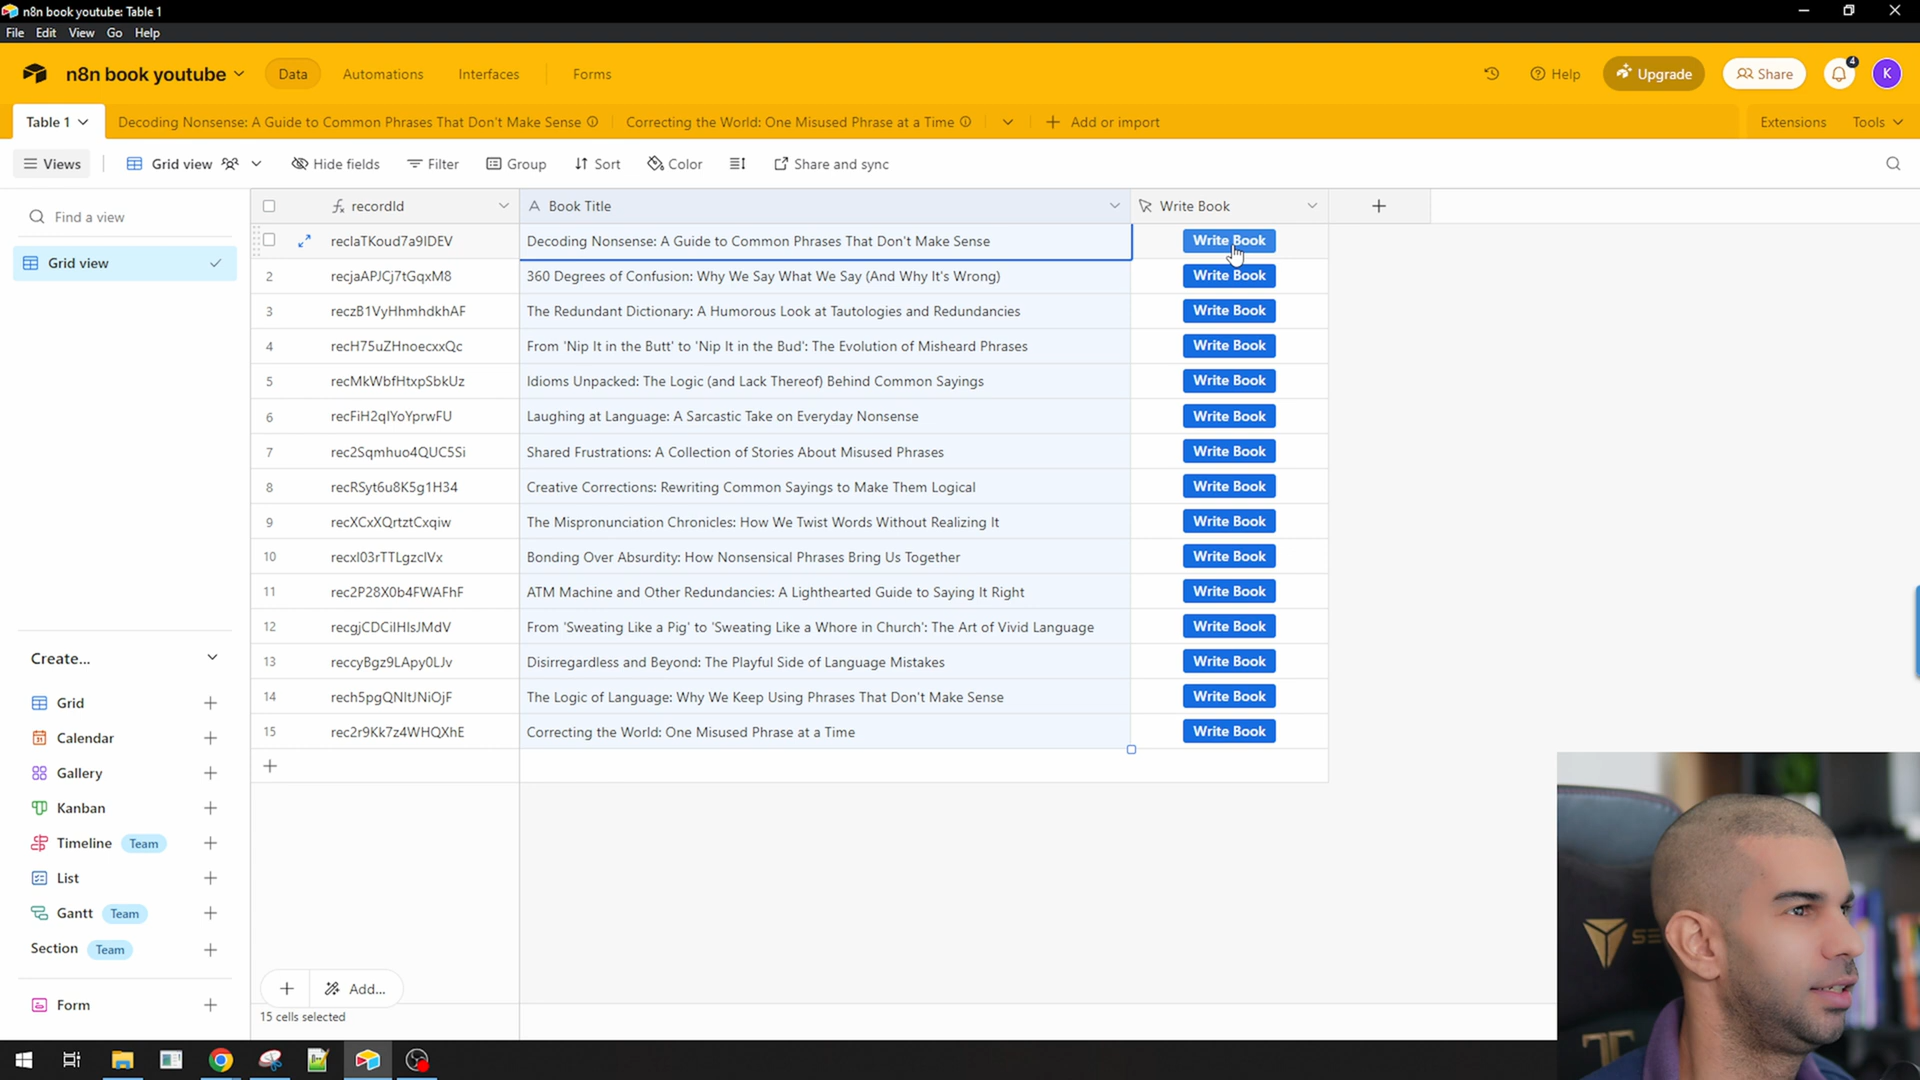 n8n book youtube: Table 1
File Edit View Go Help
n8n book youtube Data Automations Interfaces Forms Help Upgrade Share 4 K
Table 1 Decoding Nonsense: A Guide to Common Phrases That Don't Make Sense Correcting the World: One Misused Phrase at a Time Add or import Extensions Tools
Views Grid view Hide fields Filter Group Sort Color Share and sync
Find a view
Grid view
recordId Book Title Write Book
reclaTKoud7a9IDEV Decoding Nonsense: A Guide to Common Phrases That Don't Make Sense Write Book
2 recjaAPJCj7tGqxM8 360 Degrees of Confusion: Why We Say What We Say (And Why It's Wrong) Write Book
3 reczB1VyHhmhdkhAF The Redundant Dictionary: A Humorous Look at Tautologies and Redundancies Write Book
4 recH75uZHnoecxxQc From 'Nip It in the Butt' to 'Nip It in the Bud': The Evolution of Misheard Phrases Write Book
5 recMkWbfHtxpSbkUz Idioms Unpacked: The Logic (and Lack Thereof) Behind Common Sayings Write Book
6 recFiH2qIYoYprwFU Laughing at Language: A Sarcastic Take on Everyday Nonsense Write Book
7 rec2Sqmhuo4QUC5Si Shared Frustrations: A Collection of Stories About Misused Phrases Write Book
8 recRSyt6u8K5g1H34 Creative Corrections: Rewriting Common Sayings to Make Them Logical Write Book
9 recXCxXQrtztCxqiw The Mispronunciation Chronicles: How We Twist Words Without Realizing It Write Book
10 recxl03rTTLgzclVx Bonding Over Absurdity: How Nonsensical Phrases Bring Us Together Write Book
11 rec2P28X0b4FWAFhF ATM Machine and Other Redundancies: A Lighthearted Guide to Saying It Right Write Book
12 recgjCDCilHlsJMdV From 'Sweating Like a Pig' to 'Sweating Like a Whore in Church': The Art of Vivid Language Write Book
13 reccyBgz9LApy0LJv Disirregardless and Beyond: The Playful Side of Language Mistakes Write Book
14 rech5pgQNltJNiOjF The Logic of Language: Why We Keep Using Phrases That Don't Make Sense Write Book
15 rec2r9Kk7z4WHQXhE Correcting the World: One Misused Phrase at a Time Write Book
Create...
Grid
Calendar
Gallery
Kanban
Timeline Team
List
Gantt Team
Section Team
Form
Add...
15 cells selected